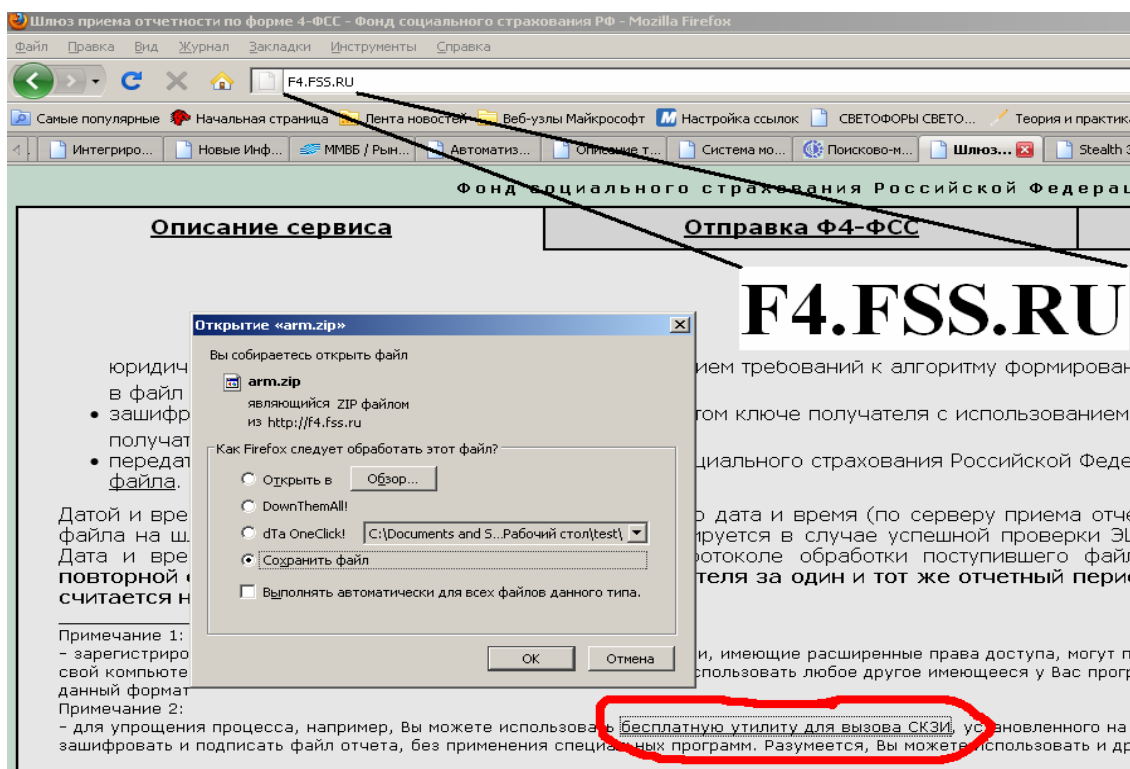 Шлюз приема отчетности по форме 4-ФСС - Фонд социального страхования РФ - Mozilla Firefox
Файл Правка Вид Журнал Закладки Инструменты Справка
F4.FSS.RU
Самые популярные Начальная страница Лента новостей Веб-узлы Майкрософт Настройка ссылок СВЕТОФОРЫ СВЕТО... Теория и практик
Интегриро... Новые Инф... ММВБ / Рын... Автоматиз... Описание т... Система мо... Поисково-м... Шлюз... Stealth
Фонд социального страхования Российской Федерац
Описание сервиса Отправка Ф4-ФСС
F4.FSS.RU
Открытие «arm.zip»
Вы собираетесь открыть файл
arm.zip
являющийся ZIP файлом
из http://f4.fss.ru
Как Firefox следует обработать этот файл?
Открыть в Обзор...
DownThemAll!
dTa OneClick! C:\Documents and S...Рабочий стол\test\
Сохранить файл
Выполнять автоматически для всех файлов данного типа.
OK Отмена
юридич ием требований к алгоритму формирован
в файл
• зашифр том ключе получателя с использованием
получат
• передат циального страхования Российской Феде
файла.
Датой и вре о дата и время (по серверу приема отче
файла на ш ируется в случае успешной проверки ЭЦ
Дата и вре ротоколе обработки поступившего файл
повторной теля за один и тот же отчетный пери
считается н
Примечание 1:
- зарегистриро и, имеющие расширенные права доступа, могут п
свой компьюте спользовать любое другое имеющееся у Вас прогр
данный формат
Примечание 2:
- для упрощения процесса, например, Вы можете использовать бесплатную утилиту для вызова СКЗИ, установленного на
зашифровать и подписать файл отчета, без применения специальных программ. Разумеется, Вы можете использовать и др